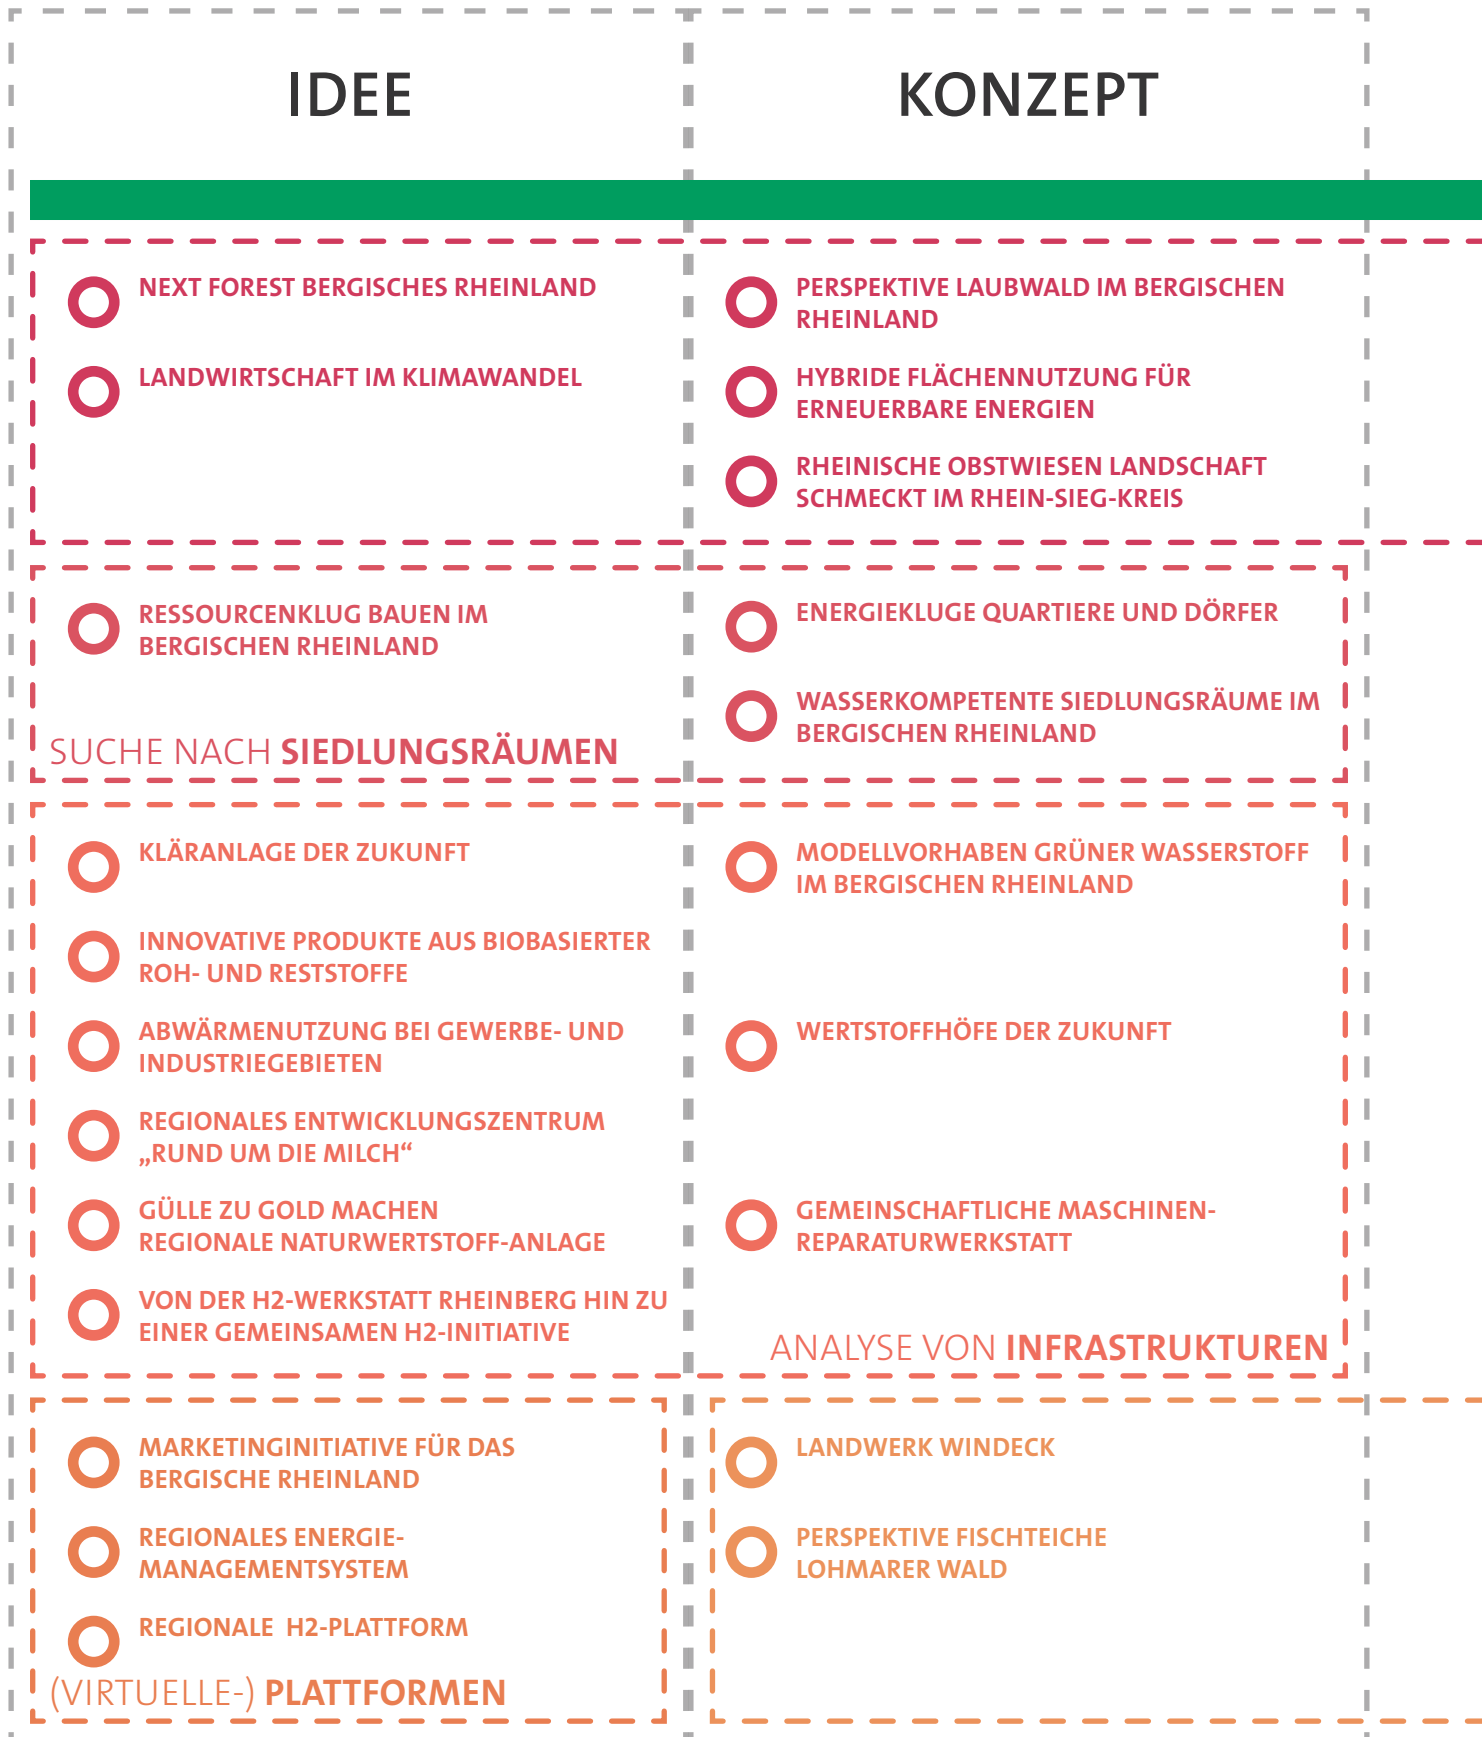 IDEE
KONZEPT
NEXT FOREST BERGISCHES RHEINLAND
LANDWIRTSCHAFT IM KLIMAWANDEL
PERSPEKTIVE LAUBWALD IM BERGISCHEN
RHEINLAND
HYBRIDE FLÄCHENNUTZUNG FÜR
ERNEUERBARE ENERGIEN
RHEINISCHE OBSTWIESEN LANDSCHAFT
SCHMECKT IM RHEIN-SIEG-KREIS
RESSOURCENKLUG BAUEN IM
BERGISCHEN RHEINLAND
SUCHE NACH SIEDLUNGSRÄUMEN
ENERGIEKLUGE QUARTIERE UND DÖRFER
WASSERKOMPETENTE SIEDLUNGSRÄUME IM
BERGISCHEN RHEINLAND
KLÄRANLAGE DER ZUKUNFT
INNOVATIVE PRODUKTE AUS BIOBASIERTER
ROH- UND RESTSTOFFE
ABWÄRMENUTZUNG BEI GEWERBE- UND
INDUSTRIEGEBIETEN
REGIONALES ENTWICKLUNGSZENTRUM
„RUND UM DIE MILCH“
GÜLLE ZU GOLD MACHEN
REGIONALE NATURWERTSTOFF-ANLAGE
VON DER H2-WERKSTATT RHEINBERG HIN ZU
EINER GEMEINSAMEN H2-INITIATIVE
MODELLVORHABEN GRÜNER WASSERSTOFF
IM BERGISCHEN RHEINLAND
WERTSTOFFHÖFE DER ZUKUNFT
GEMEINSCHAFTLICHE MASCHINEN-
REPARATURWERKSTATT
ANALYSE VON INFRASTRUKTUREN
MARKETINGINITIATIVE FÜR DAS
BERGISCHE RHEINLAND
REGIONALES ENERGIE-
MANAGEMENTSYSTEM
REGIONALE H2-PLATTFORM
(VIRTUELLE-) PLATTFORMEN
LANDWERK WINDECK
PERSPEKTIVE FISCHTEICHE
LOHMARER WALD